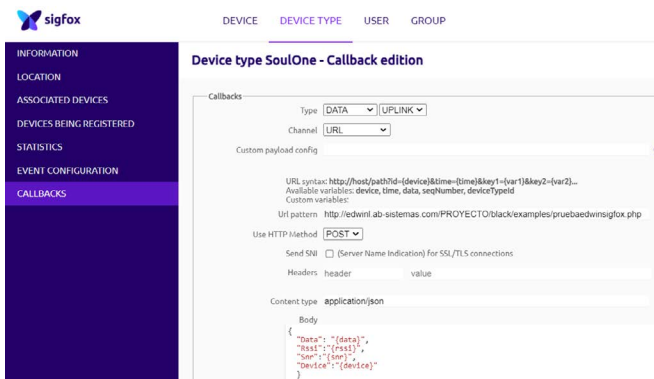 sigfox
DEVICE DEVICE TYPE USER GROUP
INFORMATION
LOCATION
ASSOCIATED DEVICES
DEVICES BEING REGISTERED
STATISTICS
EVENT CONFIGURATION
CALLBACKS
Device type SoulOne - Callback edition
Callbacks
Type DATA UPLINK
Channel URL
Custom payload config
URL syntax: http://host/path?id={device}&time={time}&key1={var1}&key2={var2}...
Available variables: device, time, data, seqNumber, deviceTypeId
Custom variables:
Url pattern http://edwinl.ab-sistemas.com/PROYECTO/black/examples/pruebaedwinsigfox.php
Use HTTP Method POST
Send SNI (Server Name Indication) for SSL/TLS connections
Headers header value
Content type application/json
Body
{
"Data": "{data}",
"Rssi":"{rssi}",
"Snr":"{snr}",
"Device":"{device}"
}